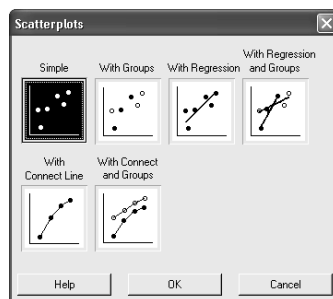 Scatterplots
Simple
With Groups
With Regression
With Regression
and Groups
With
Connect Line
With Connect
and Groups
Help
OK
Cancel